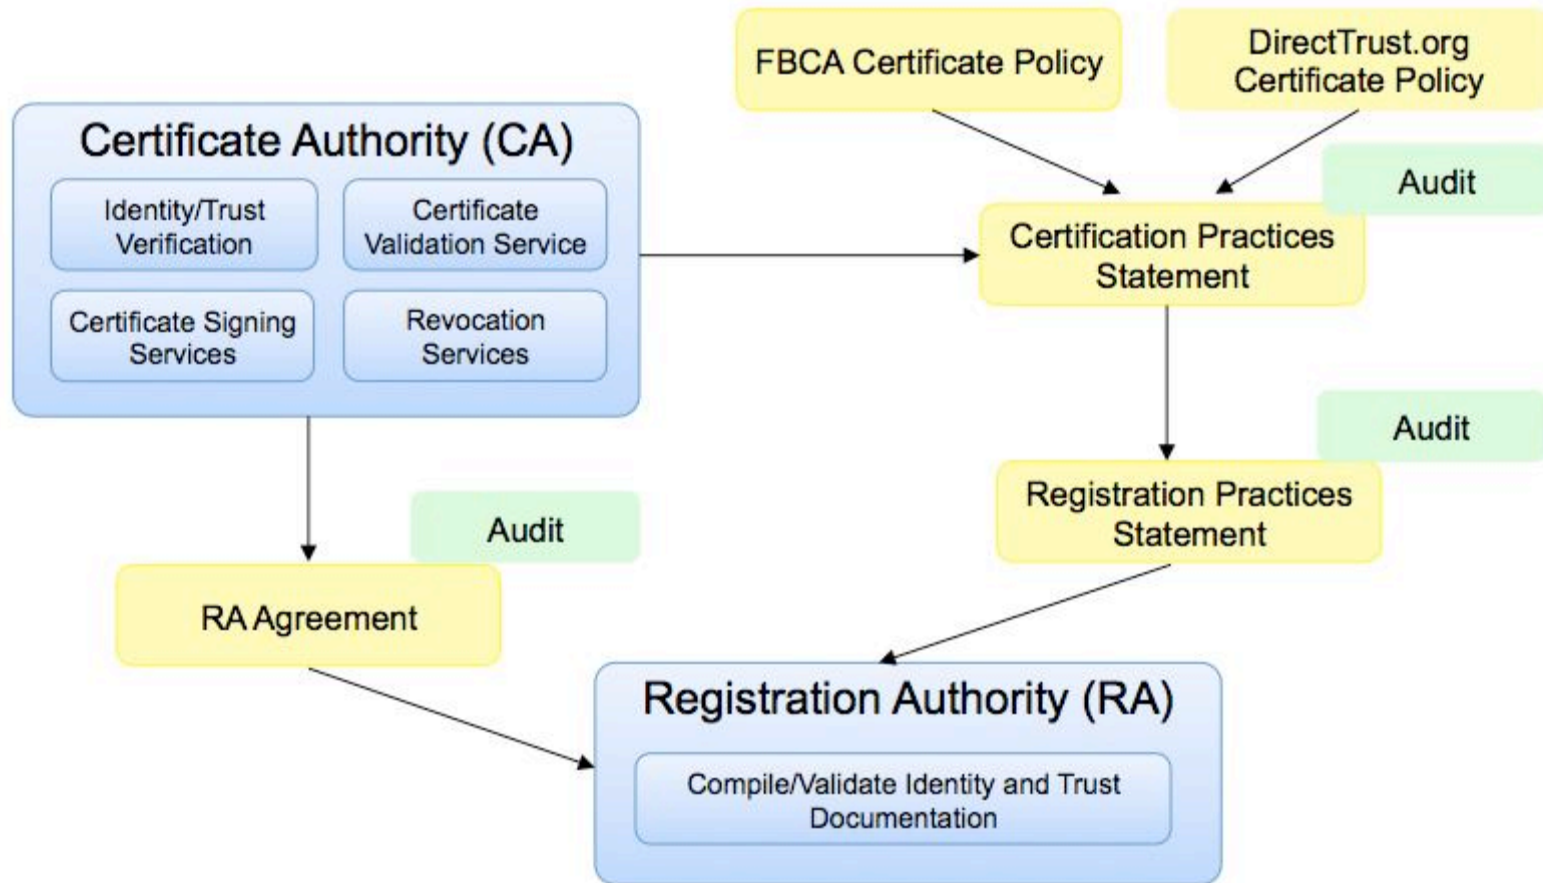 FBCA Certificate Policy
DirectTrust.org
Certificate Policy
Certificate Authority (CA)
Identity/Trust
Verification
Certificate
Validation Service
Certificate Signing
Services
Revocation
Services
Audit
Certification Practices
Statement
Audit
Registration Practices
Statement
Audit
RA Agreement
Registration Authority (RA)
Compile/Validate Identity and Trust
Documentation